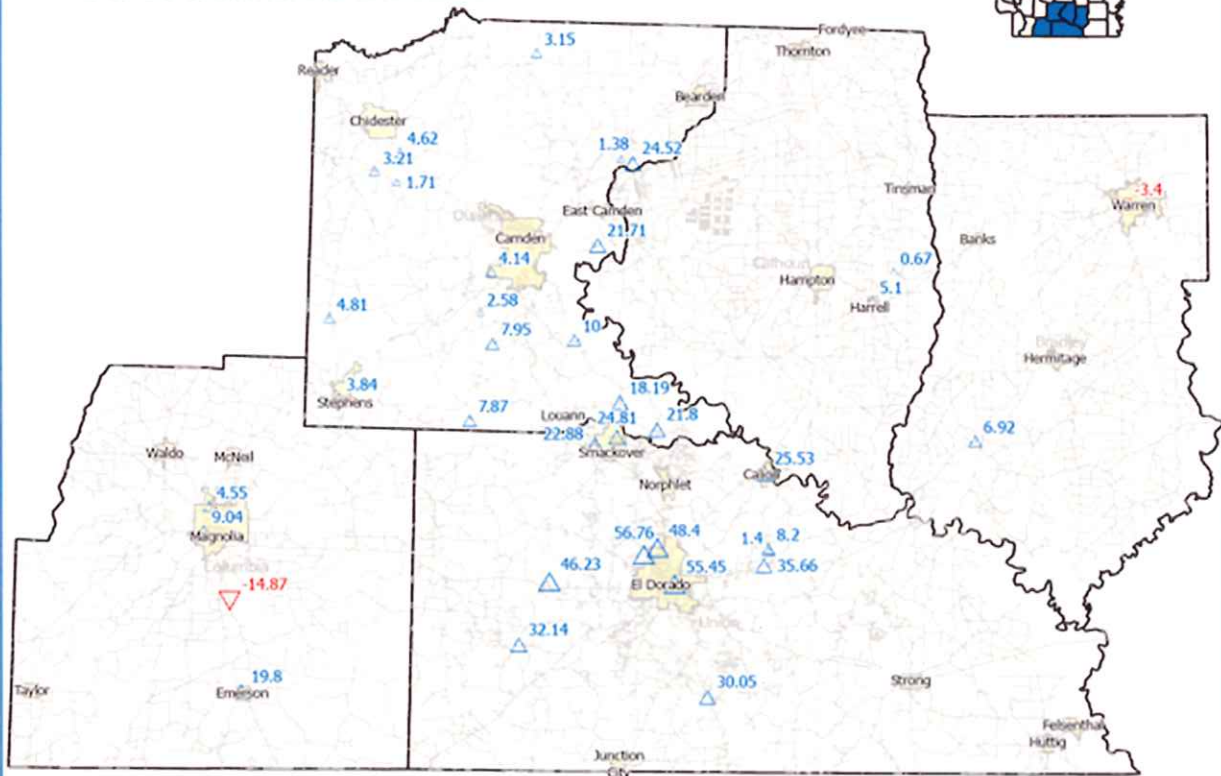 Fordyce
3.15
Thornton
Reader
Bearden
Chidester
4.62
1.38
24.52
3.21
1.71
Tinsman
-3.4
Warren
East Camden
21.71
Camden
Banks
4.14
0.67
Calhoun
Hampton
5.1
Harrell
4.81
2.58
7.95
10
Bradley
Hermitage
3.84
Stephens
18.19
7.87
Louann
24.81
21.8
22.88
Smackover
6.92
Waldo
McNeil
25.53
Norphlet
4.55
9.04
Magnolia
56.76
48.4
1.4
8.2
46.23
55.45
35.66
El Dorado
Columbia
-14.87
Union
32.14
19.8
Emerson
30.05
Taylor
Strong
Felsenthal
Huttig
Junction
City